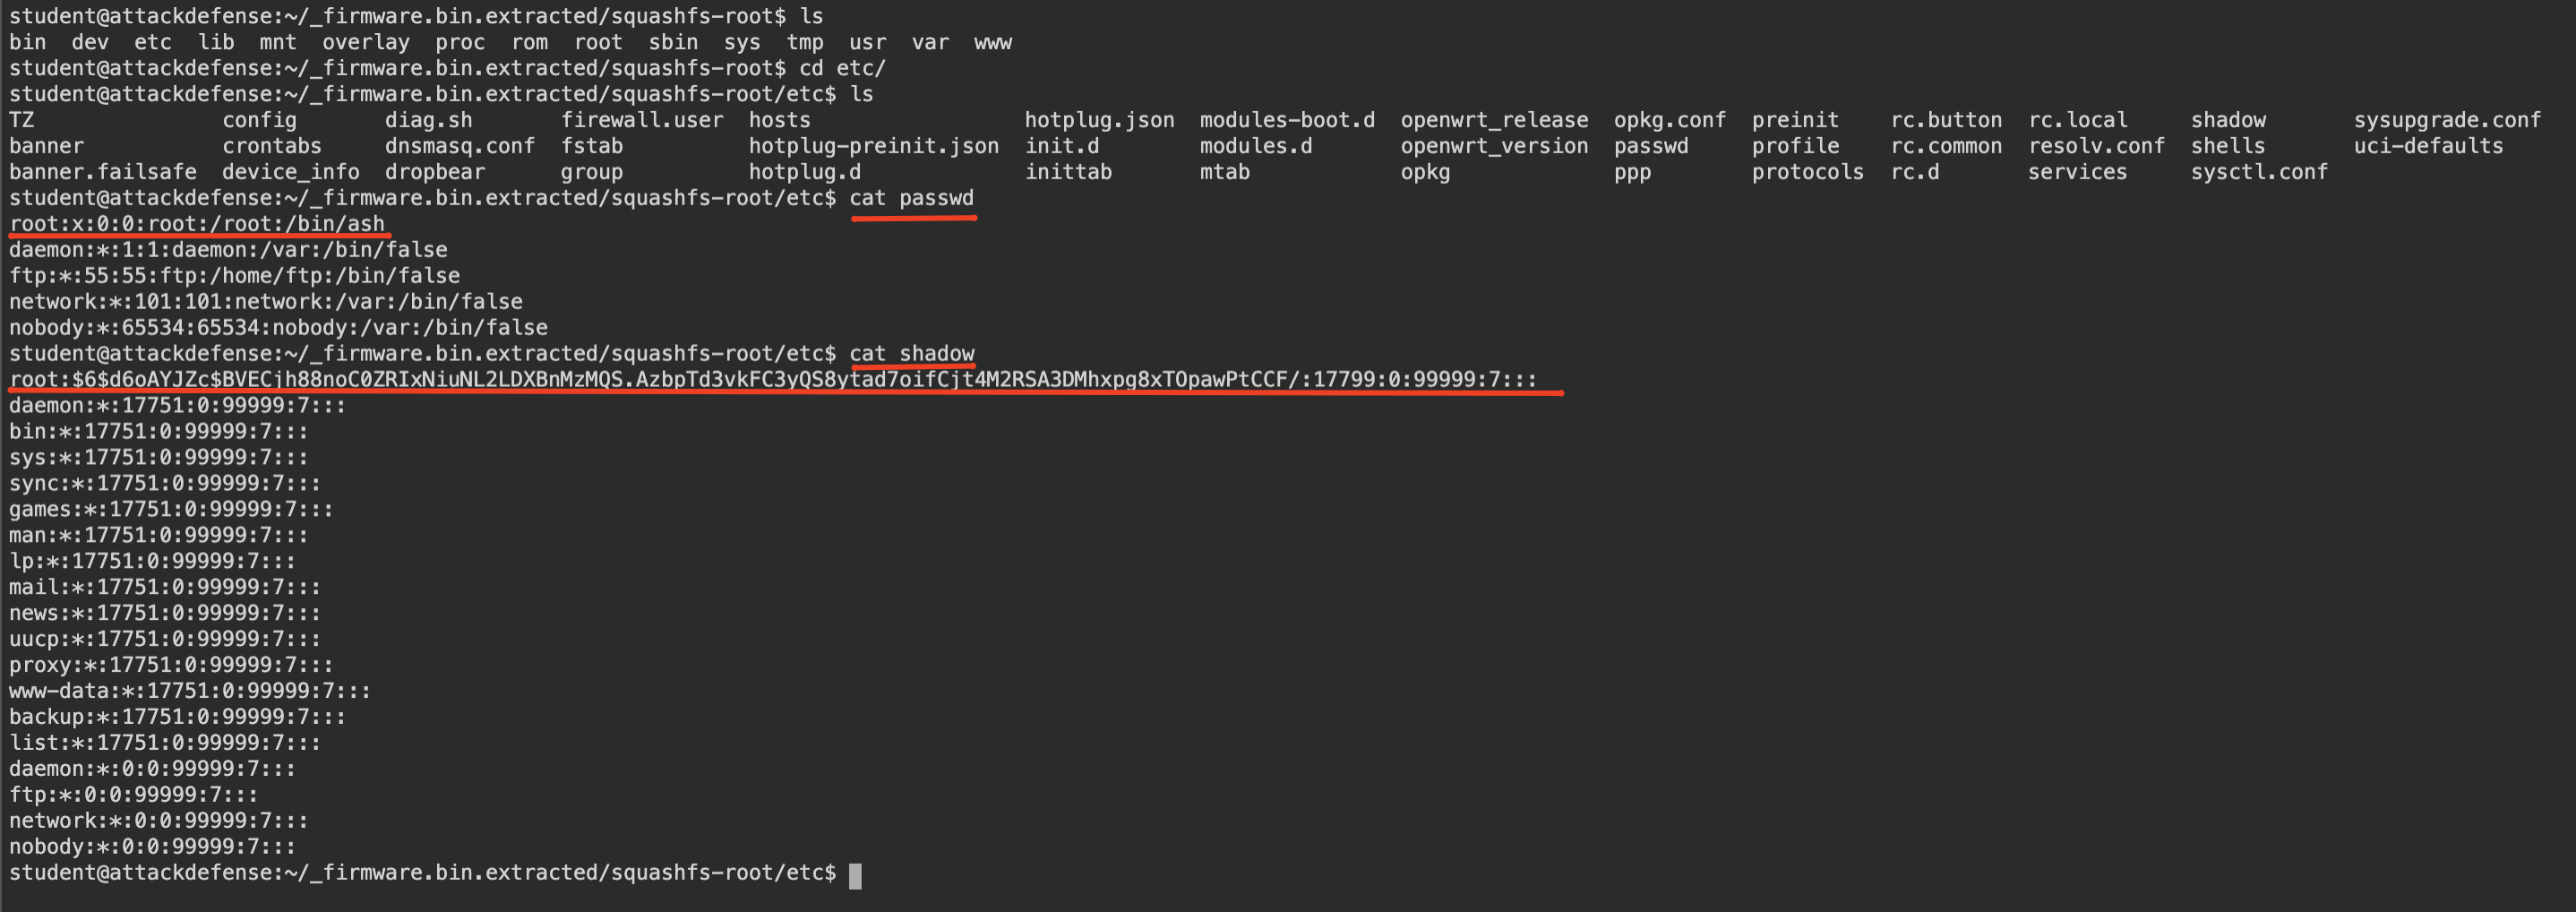 student@attackdefense:~/_firmware.bin.extracted/squashfs-root$ ls
bin  dev  etc  lib  mnt  overlay  proc  rom  root  sbin  sys  tmp  usr  var  www
student@attackdefense:~/_firmware.bin.extracted/squashfs-root$ cd etc/
student@attackdefense:~/_firmware.bin.extracted/squashfs-root/etc$ ls
TZ               config       diag.sh       firewall.user  hosts                 hotplug.json  modules-boot.d  openwrt_release  opkg.conf  preinit    rc.button  rc.local     shadow       sysupgrade.conf
banner           crontabs     dnsmasq.conf  fstab          hotplug-preinit.json  init.d        modules.d       openwrt_version  passwd     profile    rc.common  resolv.conf  shells       uci-defaults
banner.failsafe  device_info  dropbear      group          hotplug.d             inittab       mtab            opkg             ppp        protocols  rc.d       services     sysctl.conf
student@attackdefense:~/_firmware.bin.extracted/squashfs-root/etc$ cat passwd
root:x:0:0:root:/root:/bin/ash
daemon:*:1:1:daemon:/var:/bin/false
ftp:*:55:55:ftp:/home/ftp:/bin/false
network:*:101:101:network:/var:/bin/false
nobody:*:65534:65534:nobody:/var:/bin/false
student@attackdefense:~/_firmware.bin.extracted/squashfs-root/etc$ cat shadow
root:$6$d6oAYJZc$BVECjh88noC0ZRIxNiuNL2LDXBnMzMQS.AzbpTd3vkFC3yQS8ytad7oifCjt4M2RSA3DMhxpg8xTOpawPtCCF/:17799:0:99999:7:::
daemon:*:17751:0:99999:7:::
bin:*:17751:0:99999:7:::
sys:*:17751:0:99999:7:::
sync:*:17751:0:99999:7:::
games:*:17751:0:99999:7:::
man:*:17751:0:99999:7:::
lp:*:17751:0:99999:7:::
mail:*:17751:0:99999:7:::
news:*:17751:0:99999:7:::
uucp:*:17751:0:99999:7:::
proxy:*:17751:0:99999:7:::
www-data:*:17751:0:99999:7:::
backup:*:17751:0:99999:7:::
list:*:17751:0:99999:7:::
daemon:*:0:0:99999:7:::
ftp:*:0:0:99999:7:::
network:*:0:0:99999:7:::
nobody:*:0:0:99999:7:::
student@attackdefense:~/_firmware.bin.extracted/squashfs-root/etc$